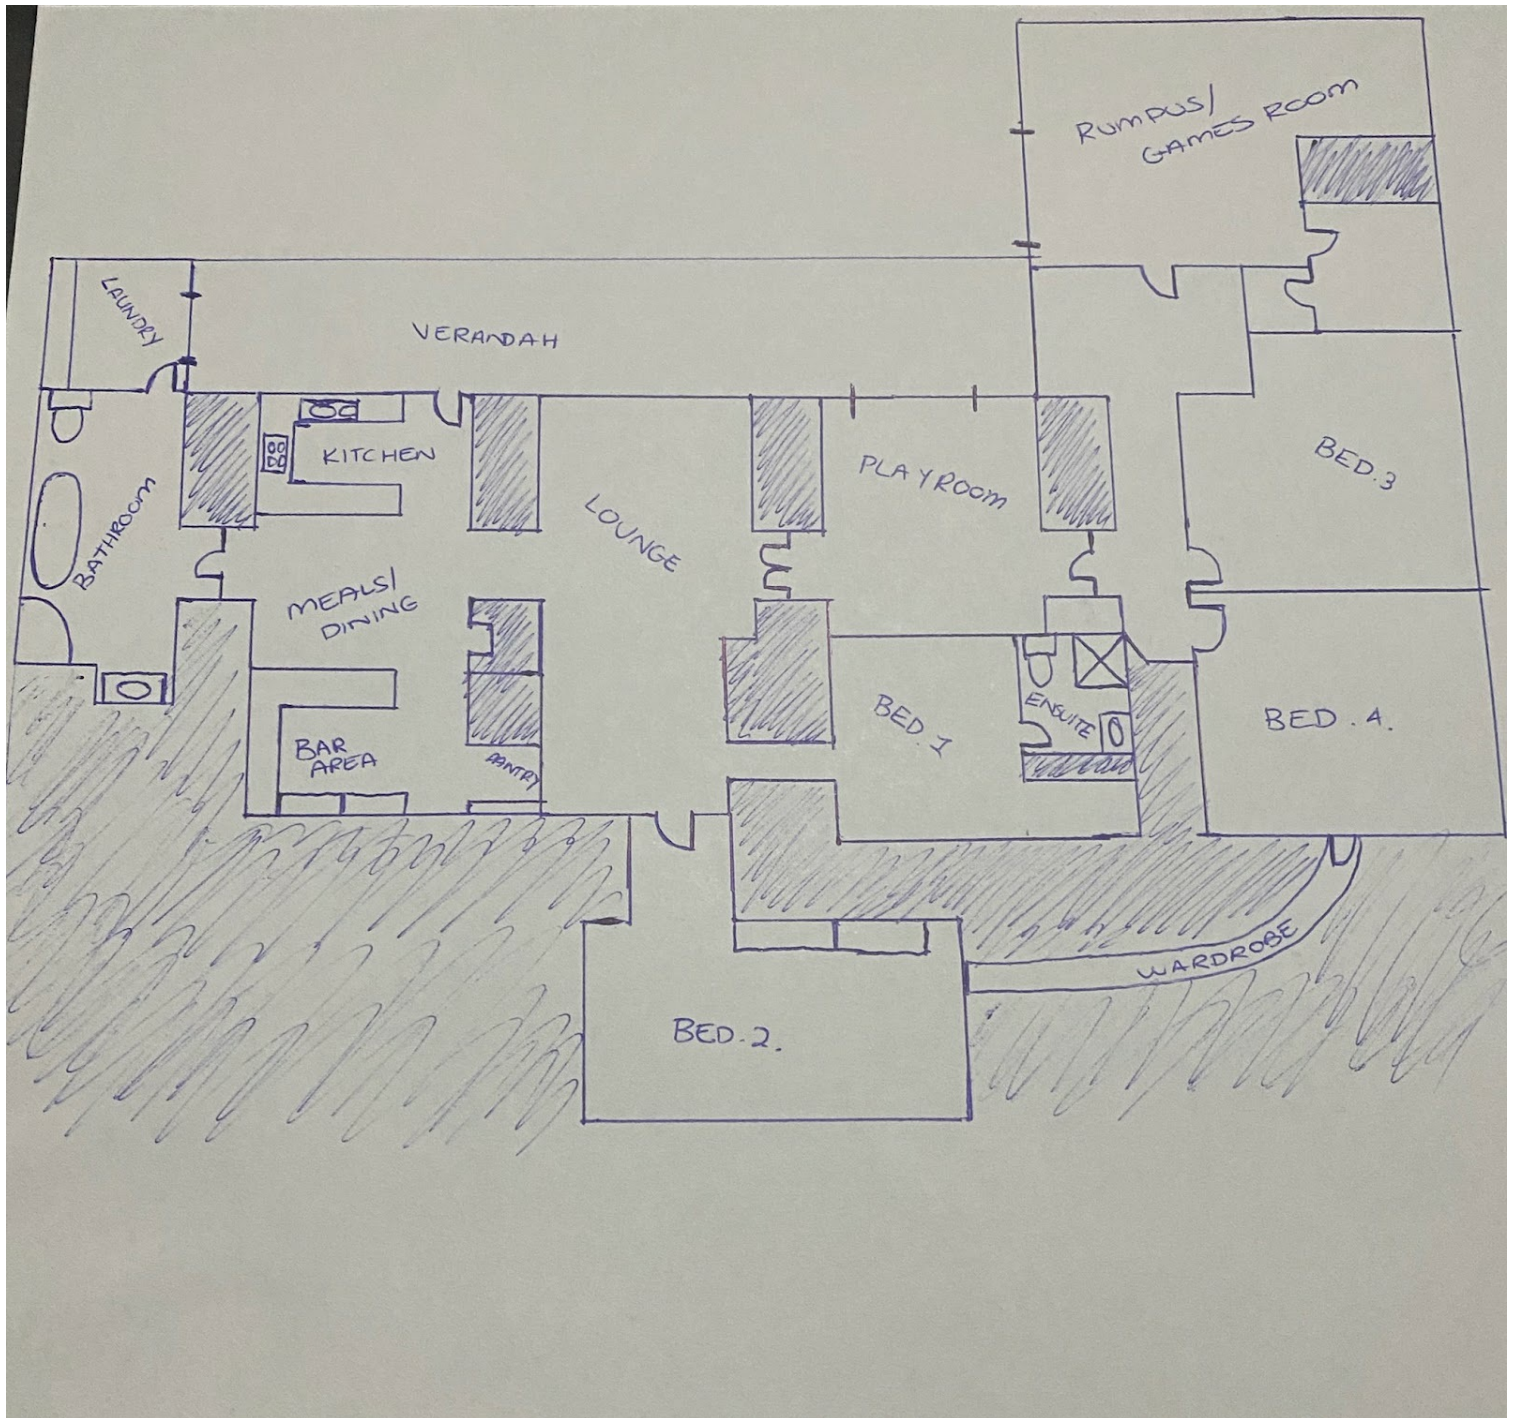 RUMPUS/
GAMES ROOM
LAUNDRY
VERANDAH
KITCHEN
BED.3
PLAYROOM
LOUNGE
BATHROOM
MEALS/
DINING
BED.1
ENSUITE
BED.4.
BAR
AREA
PANTRY
WARDROBE
BED.2.